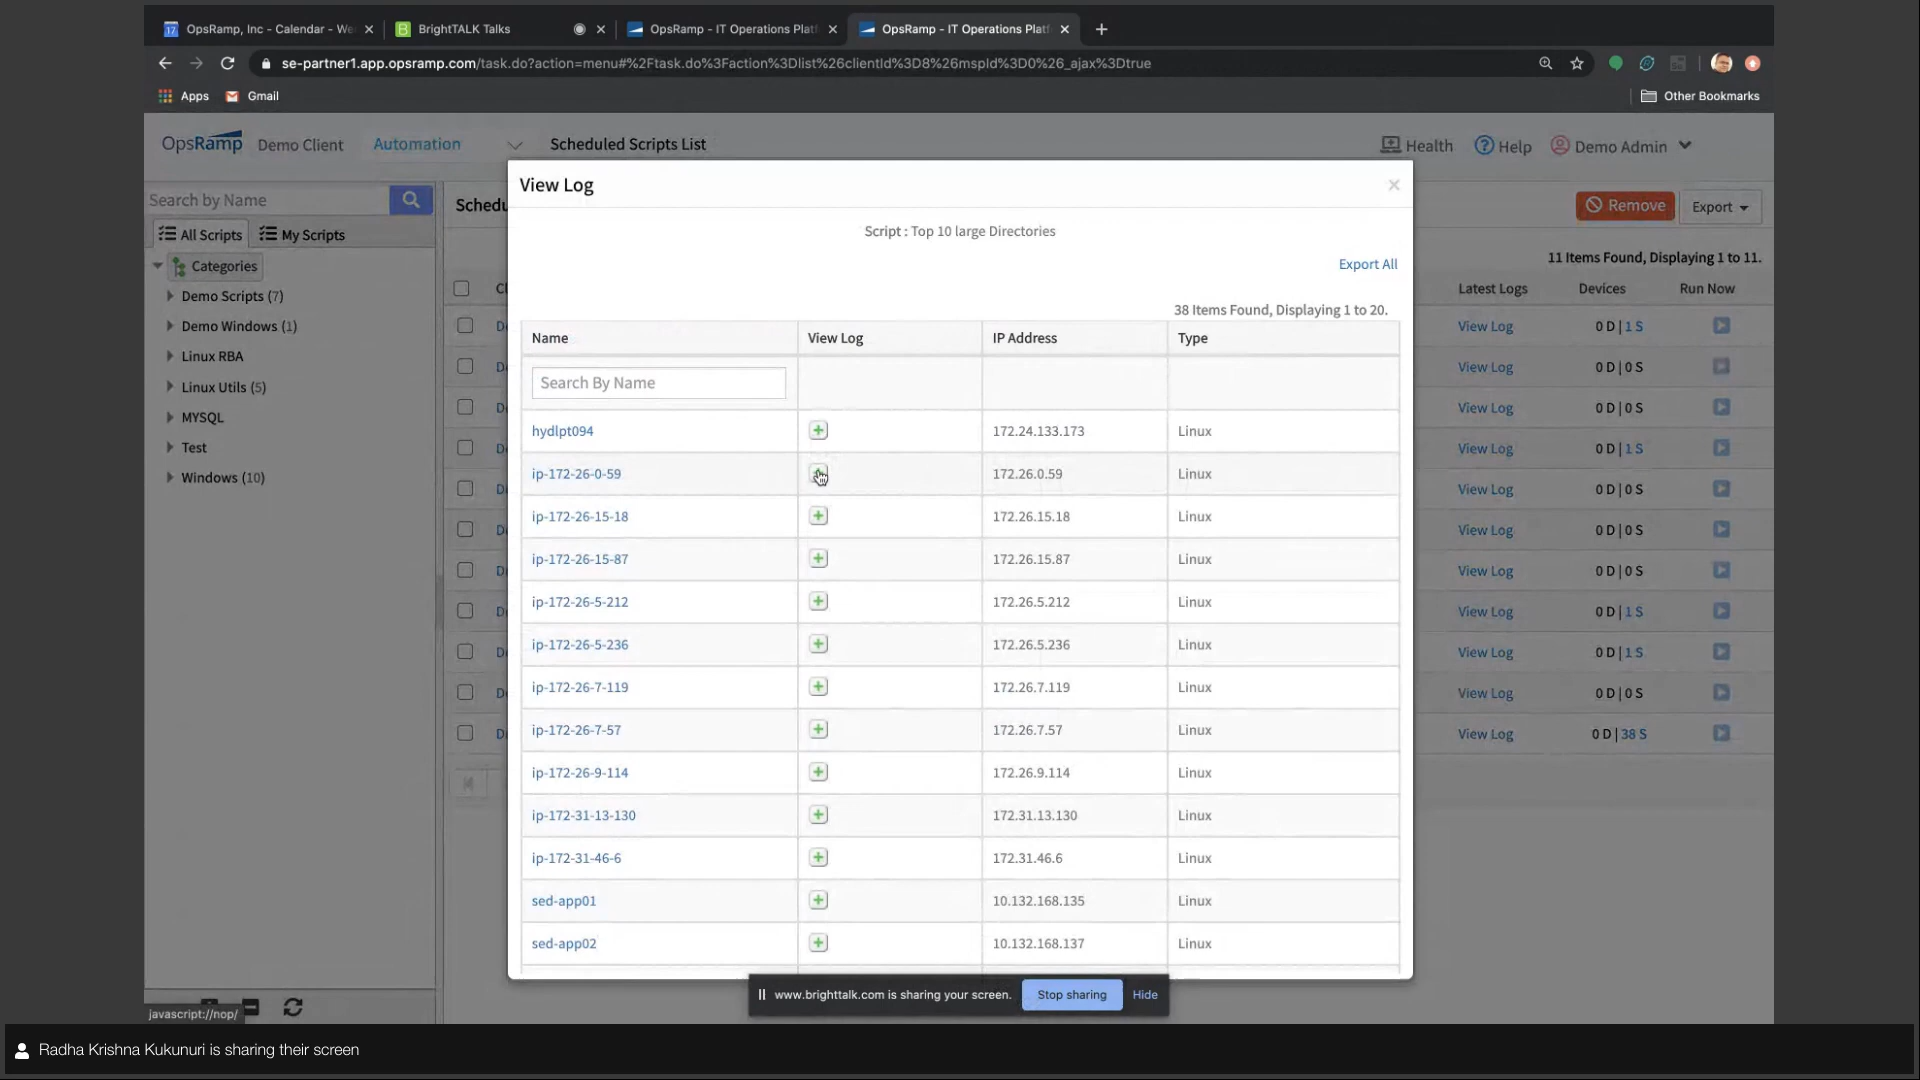 OpsRamp, Inc - Calendar - We
BrightTALK Talks
OpsRamp - IT Operations Platf
OpsRamp - IT Operations Platf
se-partner1.app.opsramp.com/task.do?action=menu#%2Ftask.do%3Faction%3Dlist%26clientId%3D8%26mspId%3D0%26_ajax%3Dtrue
Apps Gmail Other Bookmarks
OpsRamp Demo Client Automation Scheduled Scripts List Health Help Demo Admin
View Log
Search by Name
Schedu
Remove
Export
All Scripts
My Scripts
Script : Top 10 large Directories
Categories
Export All
11 Items Found, Displaying 1 to 11.
Demo Scripts (7)
Demo Windows (1)
Linux RBA
Linux Utils (5)
MYSQL
Test
Windows (10)
38 Items Found, Displaying 1 to 20.
Name View Log IP Address Type
Search By Name
hydlpt094 172.24.133.173 Linux
ip-172-26-0-59 172.26.0.59 Linux
ip-172-26-15-18 172.26.15.18 Linux
ip-172-26-15-87 172.26.15.87 Linux
ip-172-26-5-212 172.26.5.212 Linux
ip-172-26-5-236 172.26.5.236 Linux
ip-172-26-7-119 172.26.7.119 Linux
ip-172-26-7-57 172.26.7.57 Linux
ip-172-26-9-114 172.26.9.114 Linux
ip-172-31-13-130 172.31.13.130 Linux
ip-172-31-46-6 172.31.46.6 Linux
sed-app01 10.132.168.135 Linux
sed-app02 10.132.168.137 Linux
Latest Logs Devices Run Now
View Log 0 D | 1 S
View Log 0 D | 0 S
View Log 0 D | 0 S
View Log 0 D | 1 S
View Log 0 D | 0 S
View Log 0 D | 0 S
View Log 0 D | 0 S
View Log 0 D | 1 S
View Log 0 D | 1 S
View Log 0 D | 0 S
View Log 0 D | 38 S
www.brighttalk.com is sharing your screen. Stop sharing Hide
javascript://nop/
Radha Krishna Kukunuri is sharing their screen